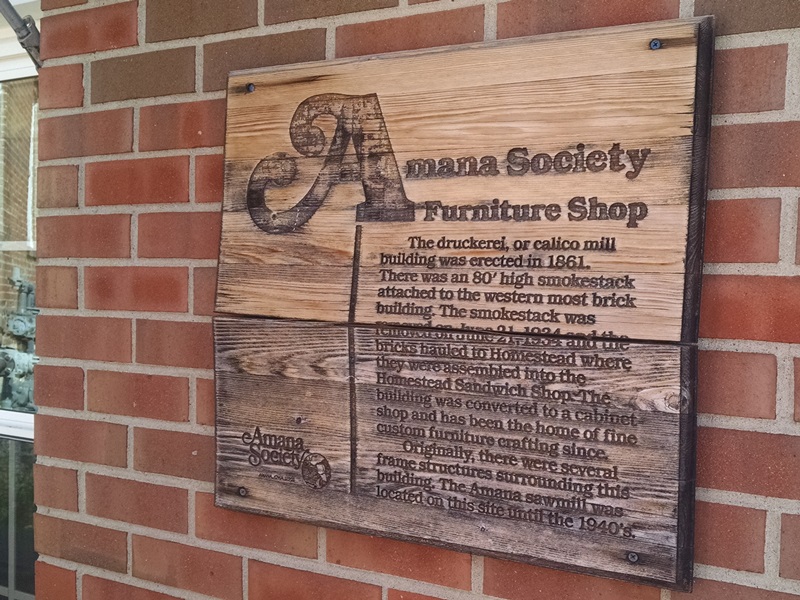 Amana Society
Furniture Shop
The druckerei, or calico mill
building was erected in 1861.
There was an 80' high smokestack
attached to the western most brick
building. The smokestack was
removed on June 21, 1934 and the
bricks hauled to Homestead where
they were assembled into the
Homestead Sandwich Shop. The
building was converted to a cabinet
shop and has been the home of fine
custom furniture crafting since.
Originally, there were several
frame structures surrounding this
building. The Amana sawmill was
located on this site until the 1940's.
Amana
Society